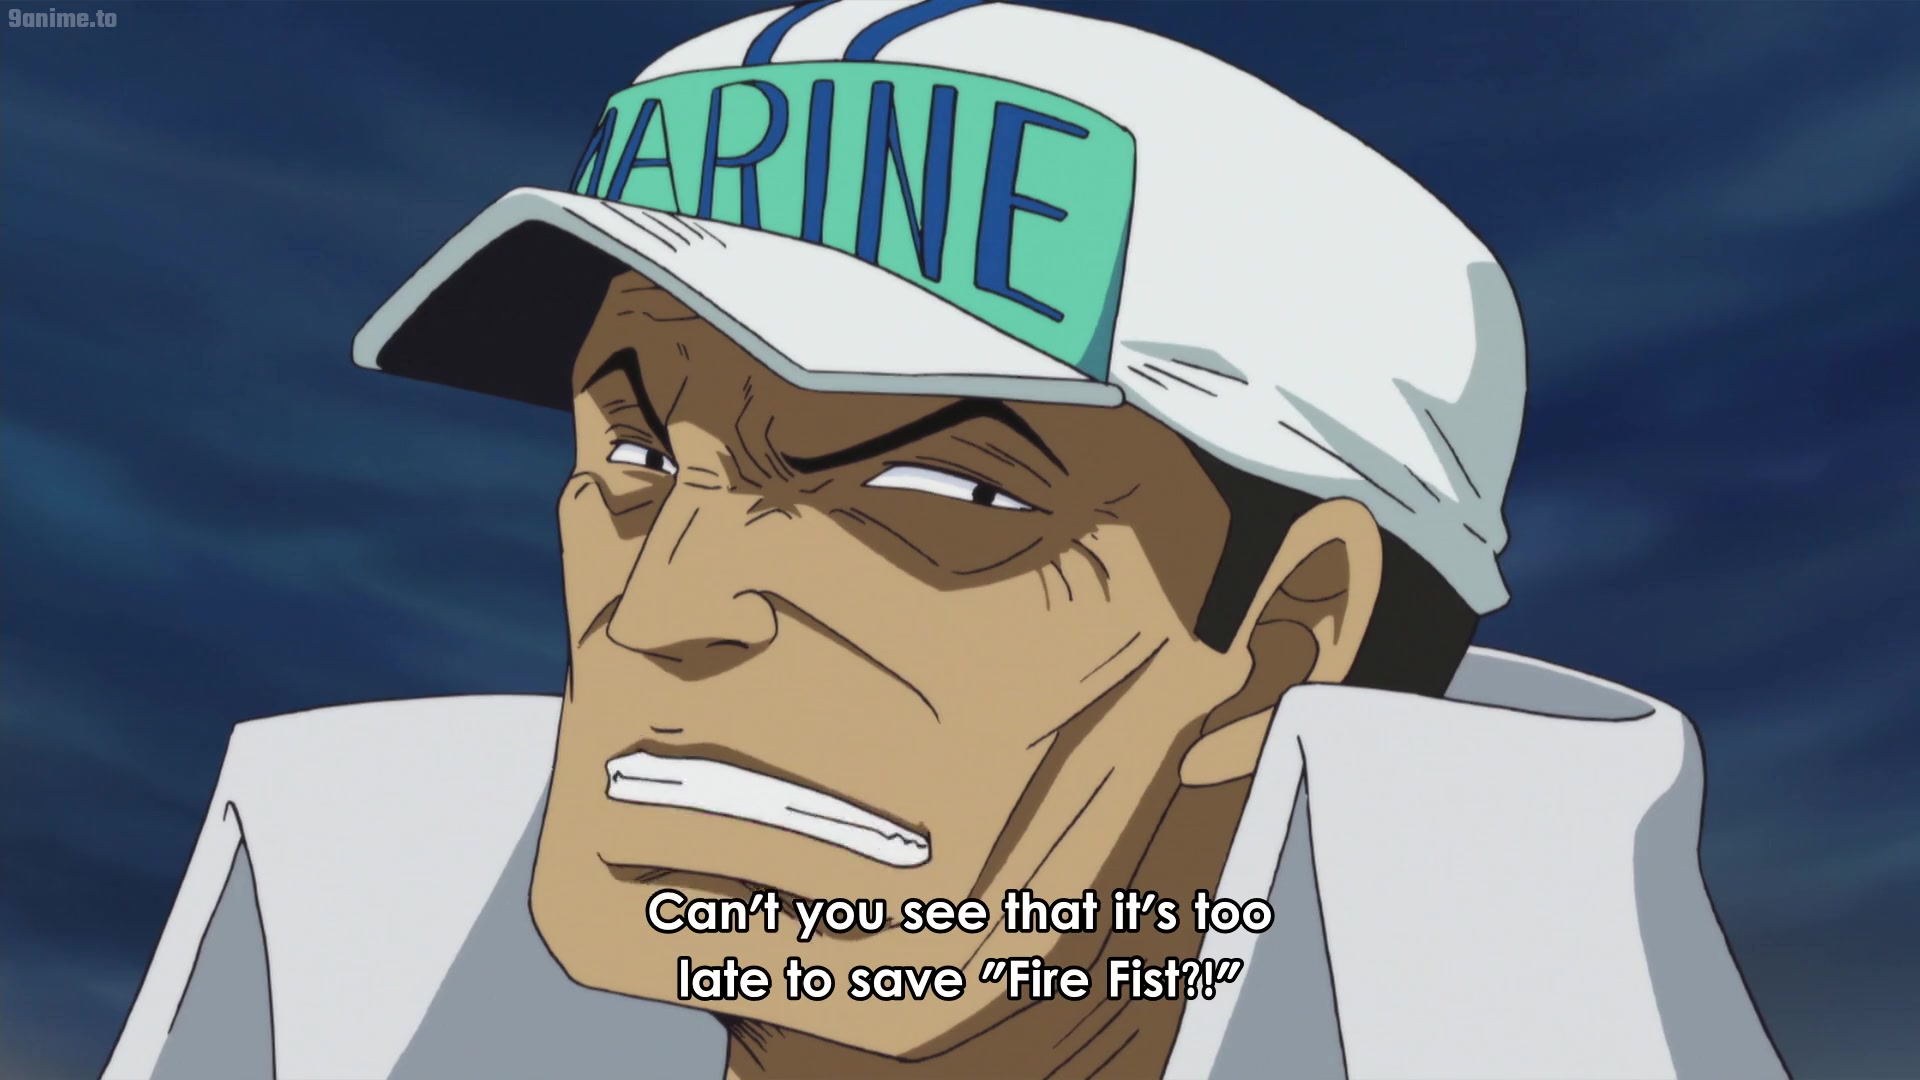 9anime.to
MARINE
Can't you see that it's too
late to save "Fire Fist?!"